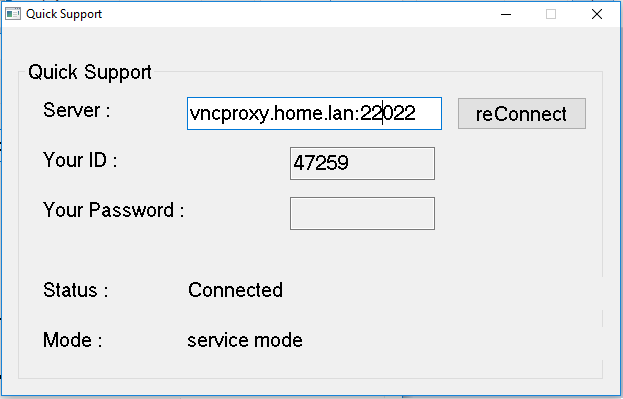 Quick Support
Quick Support
Server : vncproxy.home.lan:22022 reConnect
Your ID : 47259
Your Password :
Status : Connected
Mode : service mode